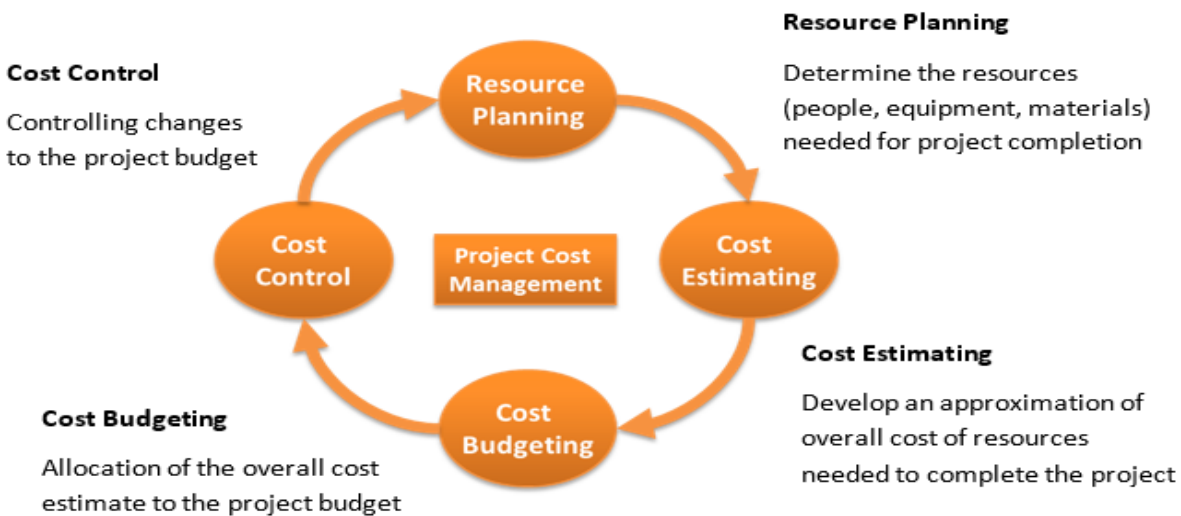 Resource Planning
Determine the resources
(people, equipment, materials)
needed for project completion
Cost Control
Controlling changes
to the project budget
Resource
Planning
Cost
Control
Project Cost
Management
Cost
Estimating
Cost
Budgeting
Cost Estimating
Develop an approximation of
overall cost of resources
needed to complete the project
Cost Budgeting
Allocation of the overall cost
estimate to the project budget